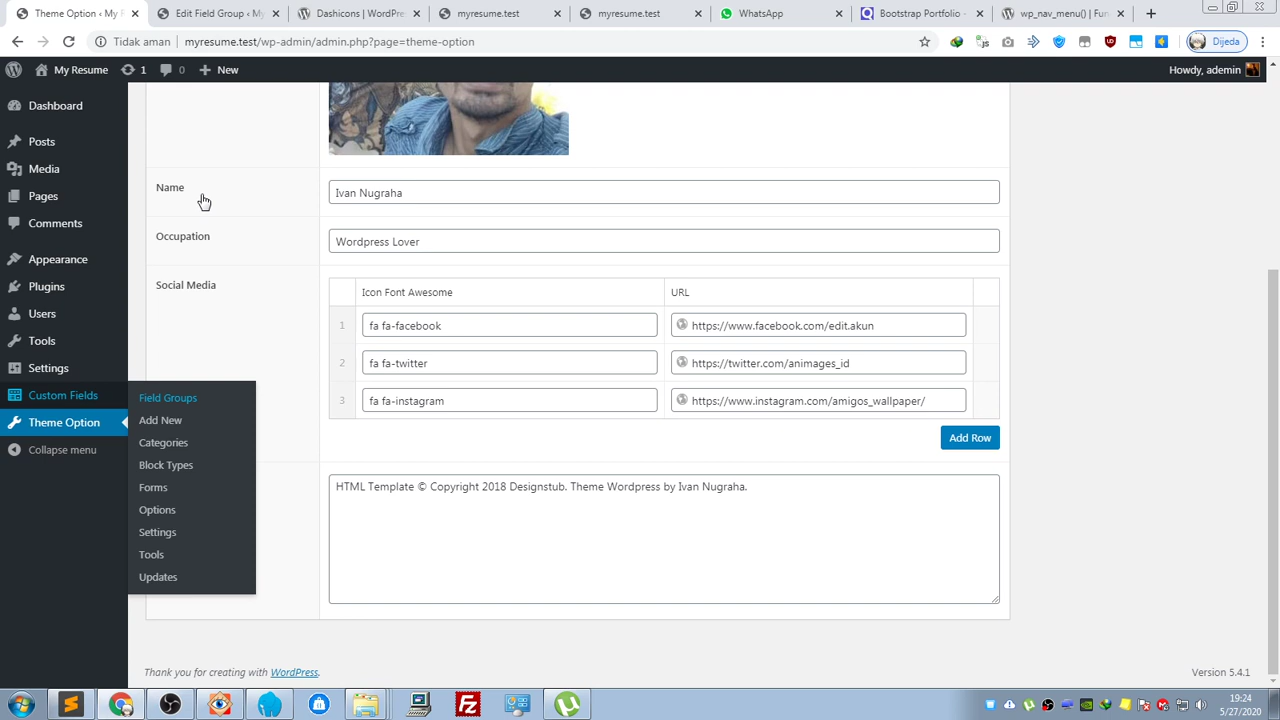 Theme Option ‹ My R
Edit Field Group ‹ My
Dashicons | WordPre
myresume.test
myresume.test
WhatsApp
Bootstrap Portfolio -
wp_nav_menu() | Fun
Tidak aman
myresume.test/wp-admin/admin.php?page=theme-option
Dijeda
My Resume
1
0
New
Howdy, ademin
Dashboard
Posts
Media
Pages
Comments
Appearance
Plugins
Users
Tools
Settings
Custom Fields
Theme Option
Collapse menu
Field Groups
Add New
Categories
Block Types
Forms
Options
Settings
Tools
Updates
Name
Ivan Nugraha
Occupation
Wordpress Lover
Social Media
Icon Font Awesome
URL
1
fa fa-facebook
https://www.facebook.com/edit.akun
2
fa fa-twitter
https://twitter.com/animages_id
3
fa fa-instagram
https://www.instagram.com/amigos_wallpaper/
Add Row
HTML Template © Copyright 2018 Designstub. Theme Wordpress by Ivan Nugraha.
Thank you for creating with WordPress.
Version 5.4.1
19:24
5/27/2020